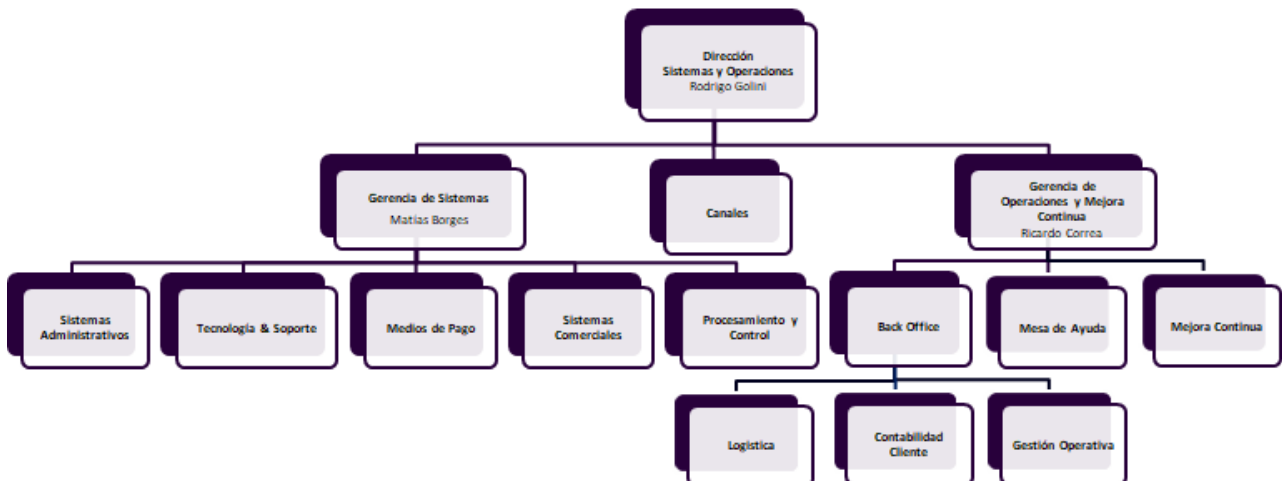 Dirección
Sistemas y Operaciones
Rodrigo Golini
Gerencia de Sistemas
Matías Borges
Canales
Gerencia de
Operaciones y Mejora
Continua
Ricardo Correa
Sistemas
Administrativos
Tecnología & Soporte
Medios de Pago
Sistemas
Comerciales
Procesamiento y
Control
Back Office
Mesa de Ayuda
Mejora Continua
Logística
Contabilidad
Cliente
Gestión Operativa